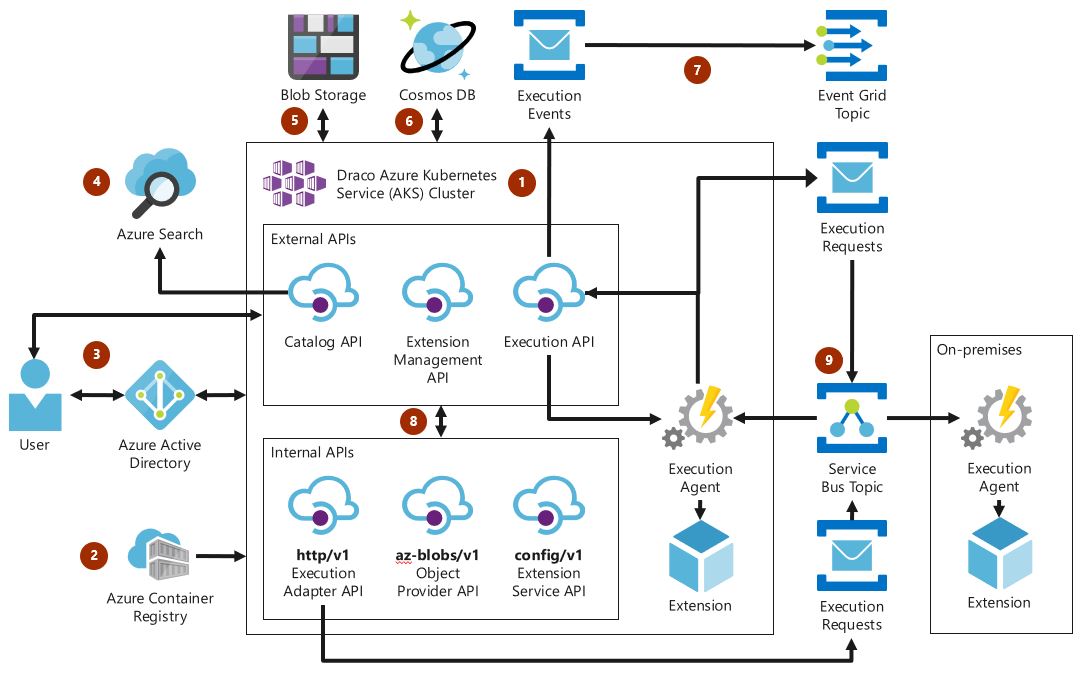 Blob Storage
Cosmos DB
Execution
Events
7
Event Grid
Topic
5
6
4
Azure Search
Draco Azure Kubernetes
Service (AKS) Cluster
1
Execution
Requests
External APIs
Catalog API
Extension
Management
API
Execution API
3
User
Azure Active
Directory
8
9
On-premises
Execution
Agent
Service
Bus Topic
Execution
Agent
Internal APIs
http/v1
Execution
Adapter API
az-blobs/v1
Object
Provider API
config/v1
Extension
Service API
2
Azure Container
Registry
Extension
Execution
Requests
Extension